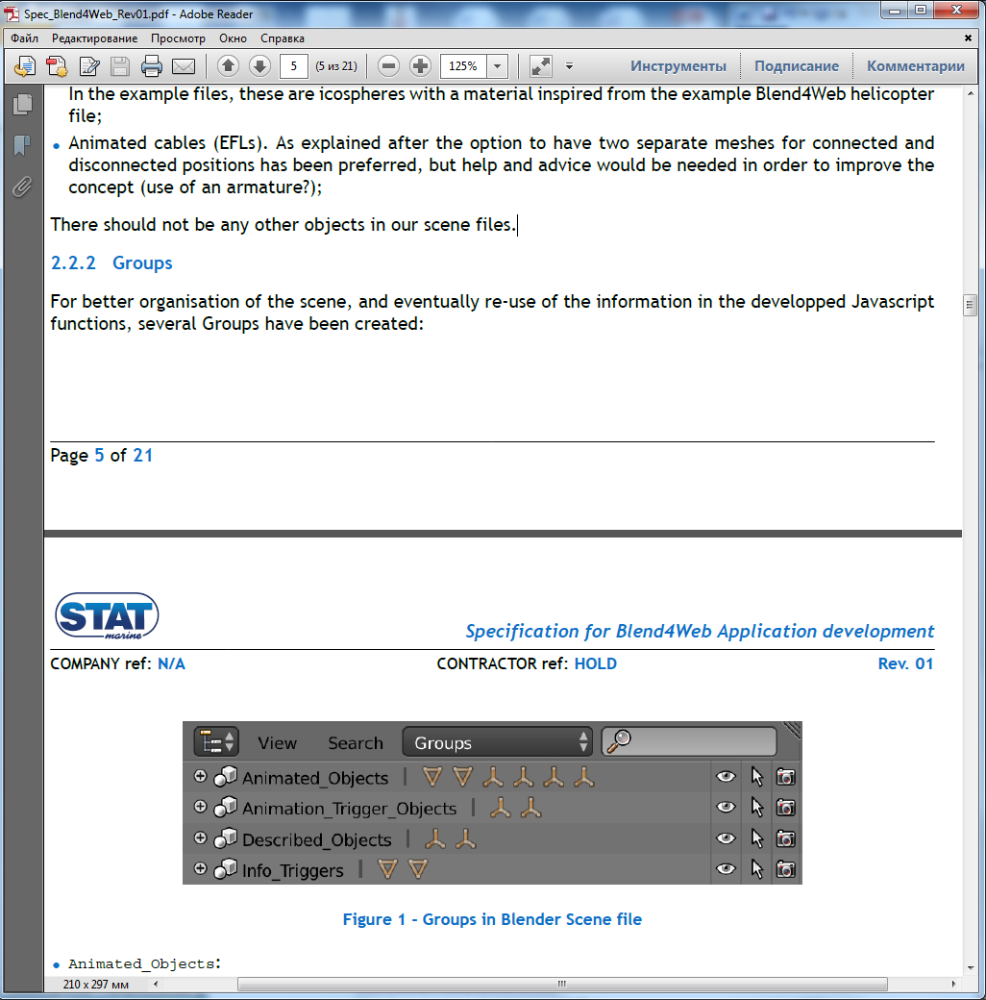 Spec_Blend4Web_Rev01.pdf - Adobe Reader
Файл Редактирование Просмотр Окно Справка
5 (5 из 21) 125% Инструменты Подписание Комментарии
In the example files, these are icospheres with a material inspired from the example Blend4Web helicopter
file;
• Animated cables (EFLs). As explained after the option to have two separate meshes for connected and
disconnected positions has been preferred, but help and advice would be needed in order to improve the
concept (use of an armature?);
There should not be any other objects in our scene files.
2.2.2 Groups
For better organisation of the scene, and eventually re-use of the information in the developped Javascript
functions, several Groups have been created:
Page 5 of 21
STAT
marine
Specification for Blend4Web Application development
COMPANY ref: N/A CONTRACTOR ref: HOLD Rev. 01
View Search Groups
Animated_Objects
Animation_Trigger_Objects
Described_Objects
Info_Triggers
Figure 1 - Groups in Blender Scene file
• Animated_Objects:
210 x 297 мм